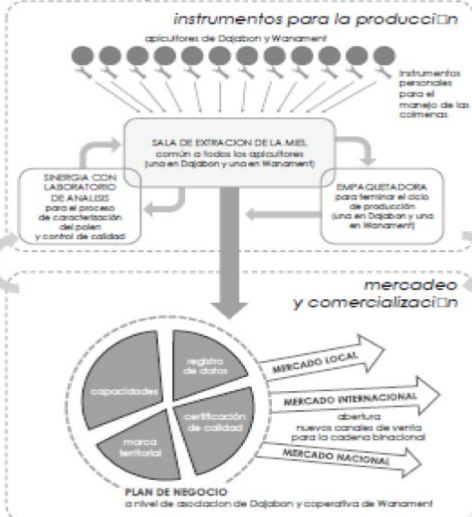 instrumentos para la producci□n
apicultores de Dajabon y Wanament
Instrumentos
personales
para el
manejo de las
colmenas
SALA DE EXTRACION DE LA MIEL
común a todos los apicultores
(una en Dajabon y una en Wanament)
SINERGIA CON
LABORATORIO
DE ANALISIS
para el proceso
de caracterización
del polen
y control de calidad
EMPAQUETADORA
para terminar el ciclo
de producción
(una en Dajabon y una
en Wanament)
mercadeo
y comercializaci□n
capacidades
registro
de datos
marca
territorial
certificación
de calidad
MERCADO LOCAL
MERCADO INTERNACIONAL
abertura
nuevos canales de venta
para la cadena binacional
MERCADO NACIONAL
PLAN DE NEGOCIO
a nivel de asociacion de Dajabon y coperativa de Wanament